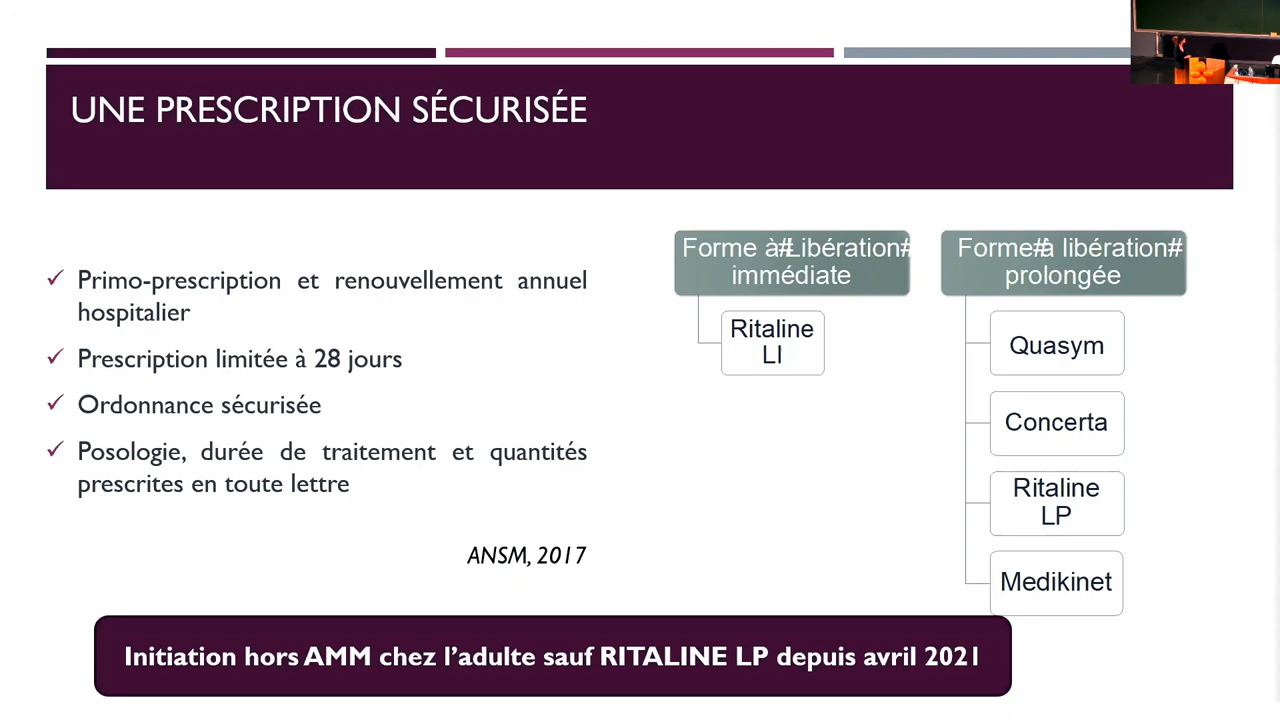 UNE PRESCRIPTION SÉCURISÉE
Primo-prescription et renouvellement annuel
hospitalier
Prescription limitée à 28 jours
Ordonnance sécurisée
Posologie, durée de traitement et quantités
prescrites en toute lettre
ANSM, 2017
Forme à#Libération#
immédiate
Ritaline
LI
Forme#à libération#
prolongée
Quasym
Concerta
Ritaline
LP
Medikinet
Initiation hors AMM chez l’adulte sauf RITALINE LP depuis avril 2021